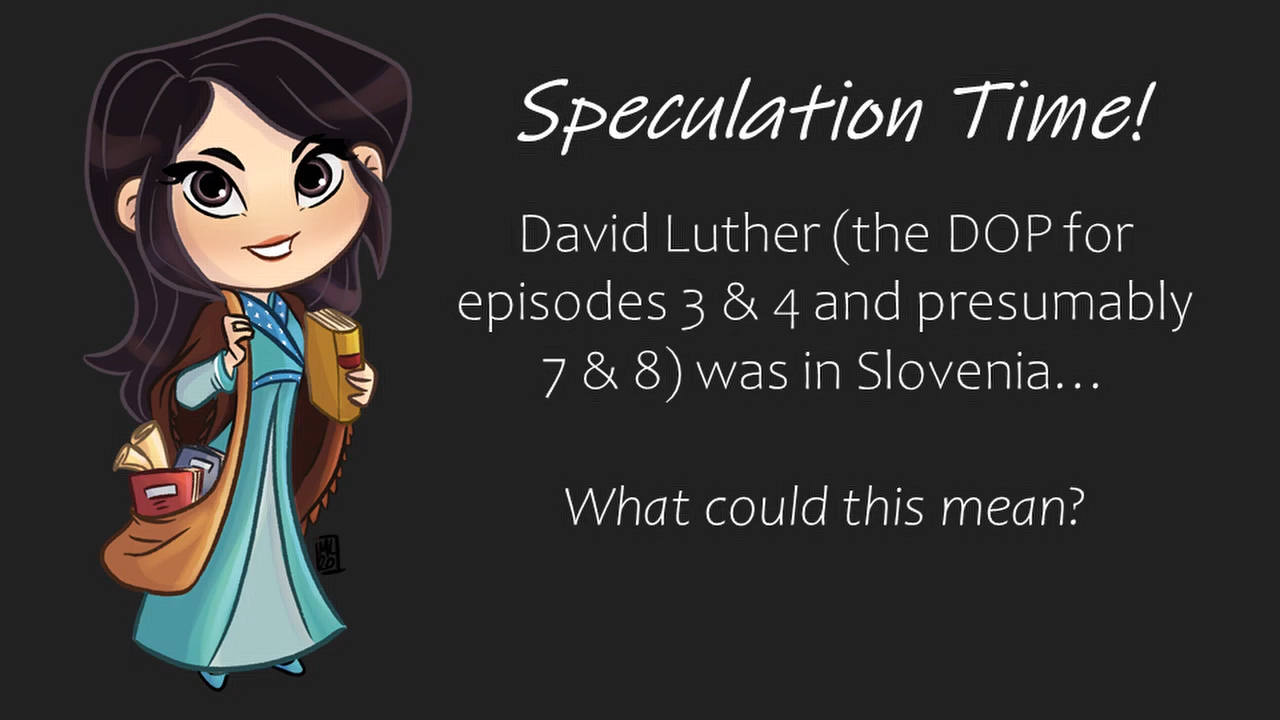 Speculation Time!
David Luther (the DOP for
episodes 3 & 4 and presumably
7 & 8) was in Slovenia…
What could this mean?